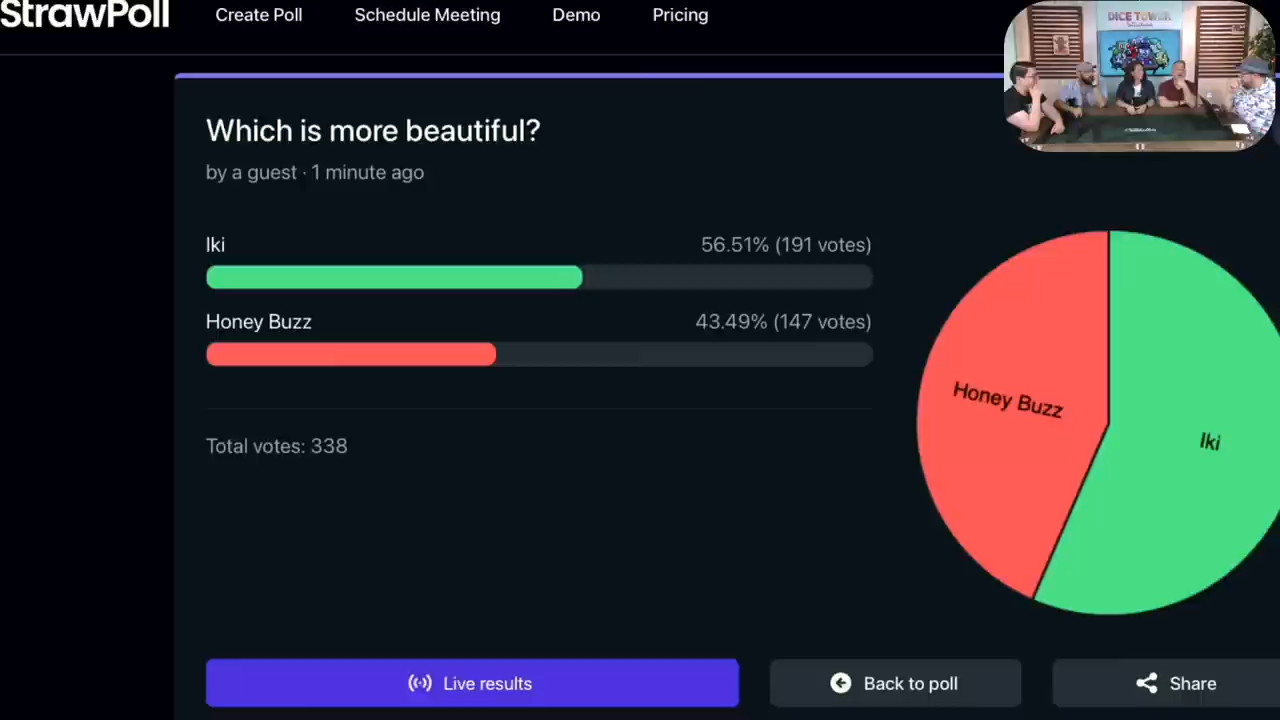 StrawPoll
Create Poll
Schedule Meeting
Demo
Pricing
DICE TOWER
Which is more beautiful?
by a guest · 1 minute ago
Iki
56.51% (191 votes)
Honey Buzz
43.49% (147 votes)
Total votes: 338
Honey Buzz
Iki
Live results
Back to poll
Share